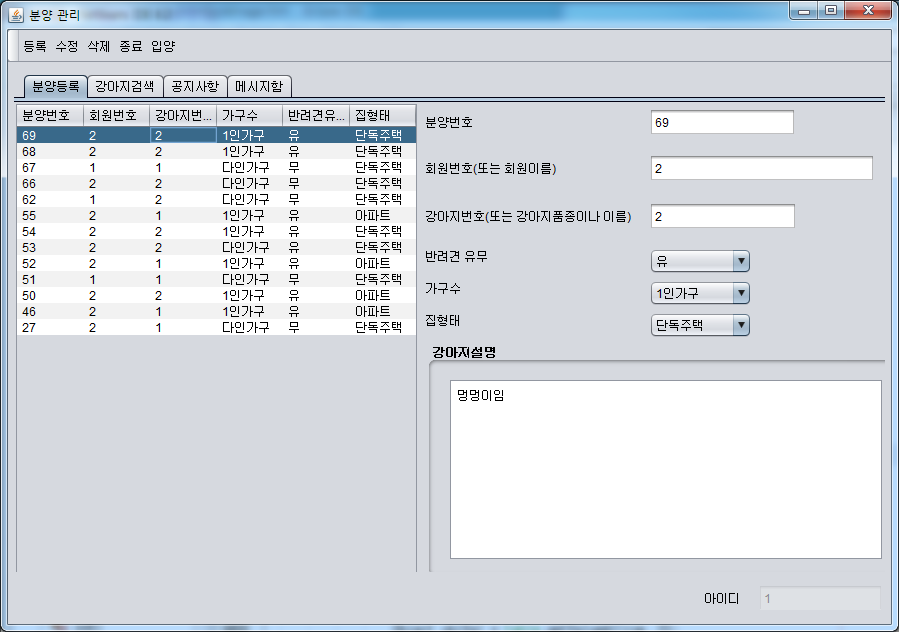 분양 관리
등록 수정 삭제 종료 입양
분양등록 강아지검색 공지사항 메시지함
분양번호 회원번호 강아지번... 가구수 반려견유... 집형태
69 2 2 1인가구 유 단독주택
68 2 2 1인가구 유 단독주택
67 1 1 다인가구 무 단독주택
66 2 2 다인가구 무 단독주택
62 1 2 다인가구 무 단독주택
55 2 1 1인가구 유 아파트
54 2 2 1인가구 유 단독주택
53 2 2 다인가구 무 단독주택
52 2 1 1인가구 유 아파트
51 1 1 다인가구 무 단독주택
50 2 2 1인가구 유 아파트
46 2 1 1인가구 유 아파트
27 2 1 다인가구 무 단독주택
분양번호 69
회원번호(또는 회원이름) 2
강아지번호(또는 강아지품종이나 이름) 2
반려견 유무 유
가구수 1인가구
집형태 단독주택
강아지설명
멍멍이임
아이디 1